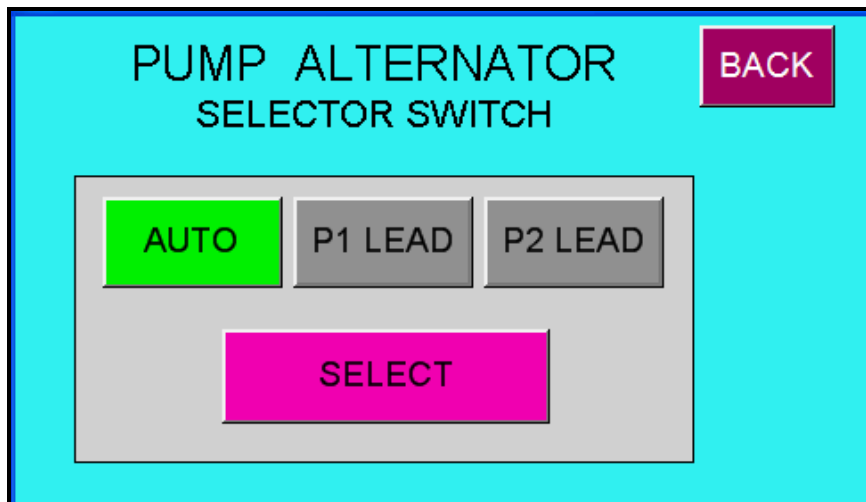 PUMP ALTERNATOR
SELECTOR SWITCH
BACK
AUTO
P1 LEAD
P2 LEAD
SELECT